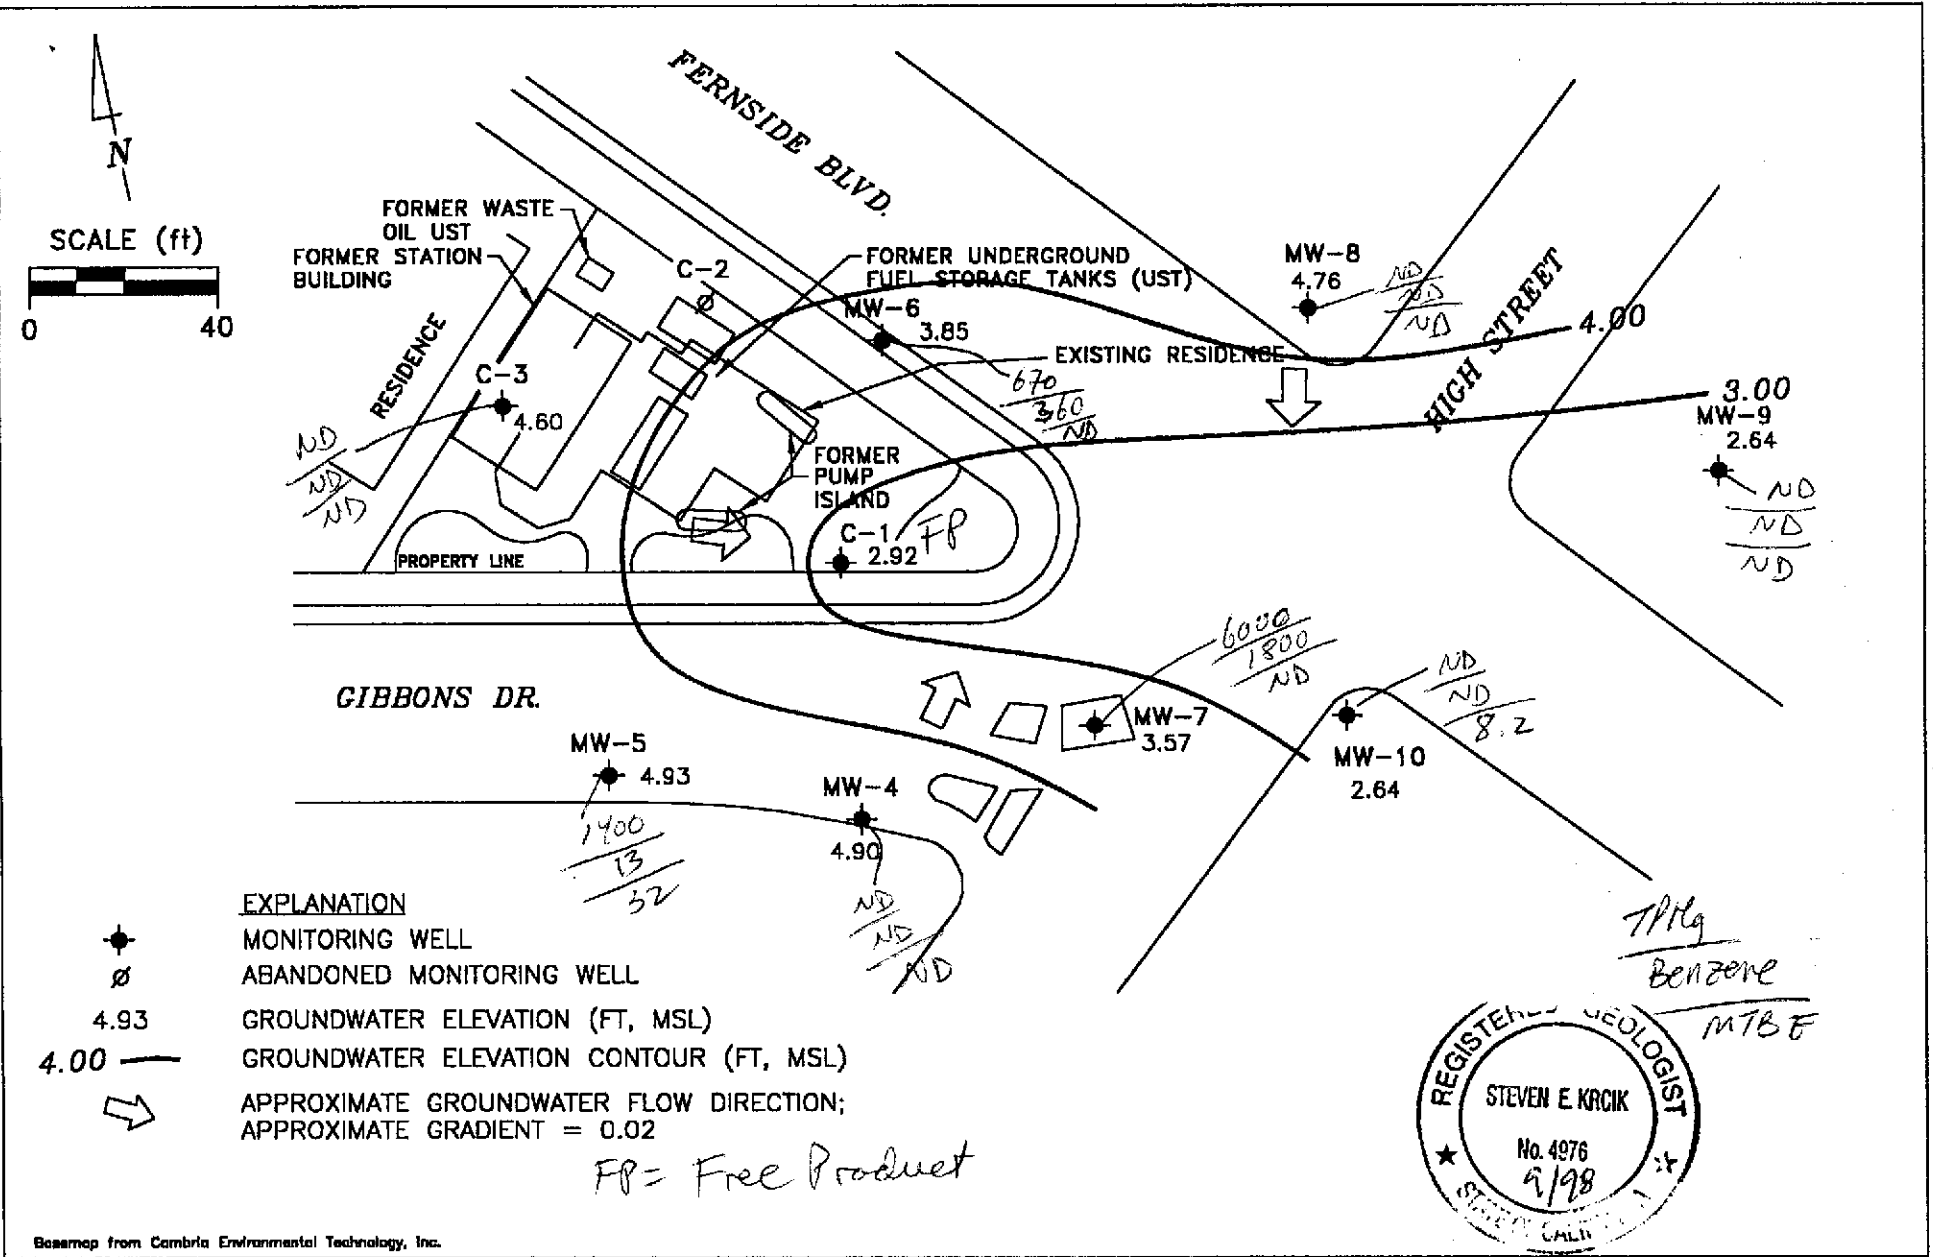 N
SCALE (ft)
0 40
FERNSIDE BLVD.
FORMER WASTE
OIL UST
FORMER STATION
BUILDING
C-2
FORMER UNDERGROUND
FUEL STORAGE TANKS (UST)
MW-8
4.76
ND
ND
ND
HIGH STREET
4.00
MW-6
3.85
EXISTING RESIDENCE
670
360
ND
3.00
MW-9
2.64
ND
ND
ND
RESIDENCE
C-3
4.60
ND
ND
ND
FORMER
PUMP
ISLAND
C-1
2.92
FP
PROPERTY LINE
GIBBONS DR.
6000
1800
ND
MW-7
3.57
ND
ND
8.2
MW-10
2.64
MW-5
4.93
1400
13
32
MW-4
4.90
ND
ND
ND
EXPLANATION
MONITORING WELL
ABANDONED MONITORING WELL
4.93 GROUNDWATER ELEVATION (FT, MSL)
4.00 GROUNDWATER ELEVATION CONTOUR (FT, MSL)
APPROXIMATE GROUNDWATER FLOW DIRECTION;
APPROXIMATE GRADIENT = 0.02
FP= Free Product
TPHg
Benzene
MTBE
REGISTERED GEOLOGIST
STEVEN E. KRCIK
No. 4976
9/98
Basemap from Cambria Environmental Technology, Inc.